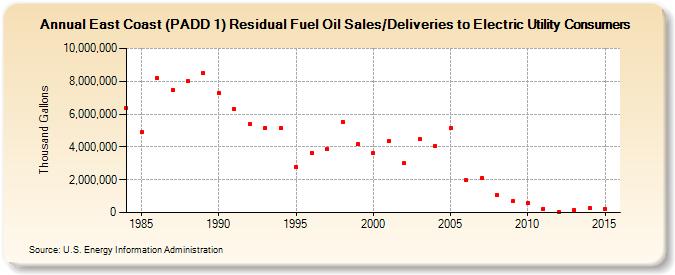 Annual East Coast (PADD 1) Residual Fuel Oil Sales/Deliveries to Electric Utility Consumers
Thousand Gallons
10,000,000
8,000,000
6,000,000
4,000,000
2,000,000
0
1985 1990 1995 2000 2005 2010 2015
Source: U.S. Energy Information Administration